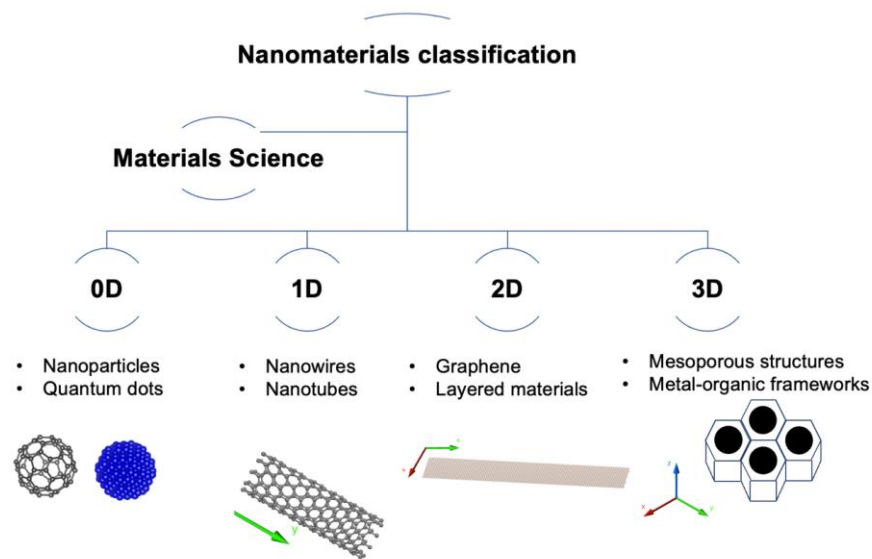 Nanomaterials classification
Materials Science
0D
1D
2D
3D
• Nanoparticles
• Quantum dots
• Nanowires
• Nanotubes
• Graphene
• Layered materials
• Mesoporous structures
• Metal-organic frameworks
y
x
z
x
y